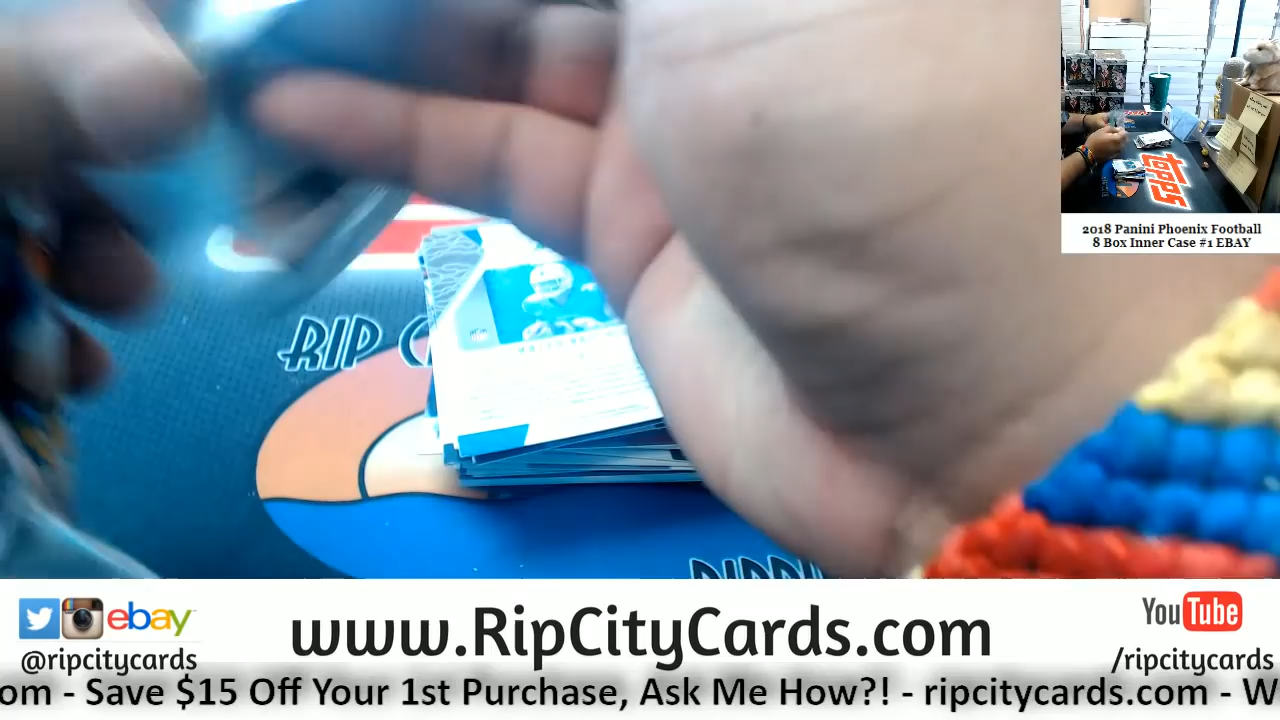 topps
2018 Panini Phoenix Football
8 Box Inner Case #1 EBAY
RIP C
RIPPI
ebay
www.RipCityCards.com
YouTube
@ripcitycards
/ripcitycards
om - Save $15 Off Your 1st Purchase, Ask Me How?! - ripcitycards.com - W